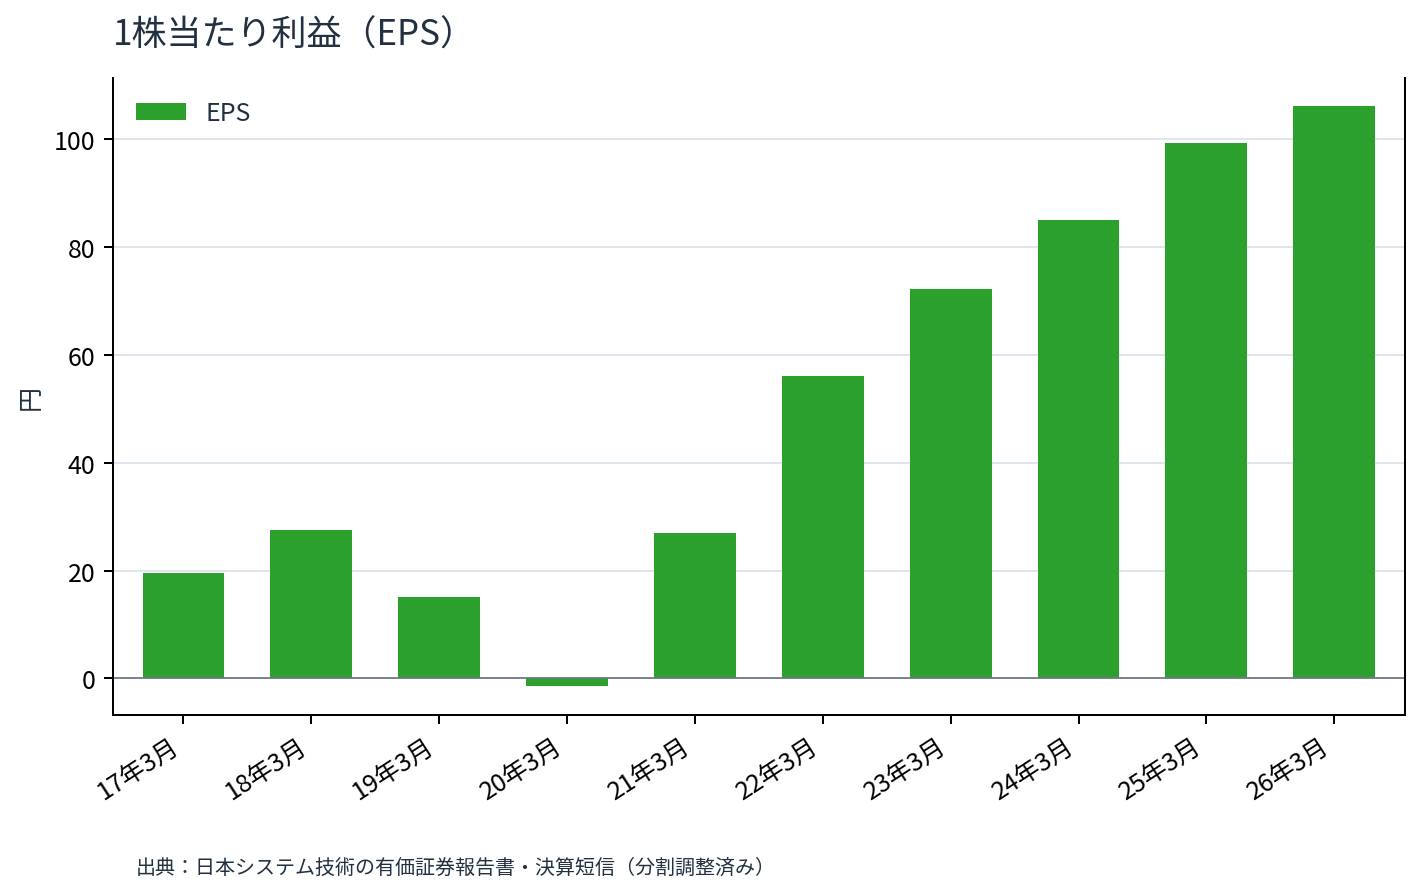 1株当たり利益（EPS）
EPS
円
100
80
60
40
20
0
17年3月
18年3月
19年3月
20年3月
21年3月
22年3月
23年3月
24年3月
25年3月
26年3月
出典：日本システム技術の有価証券報告書・決算短信（分割調整済み）